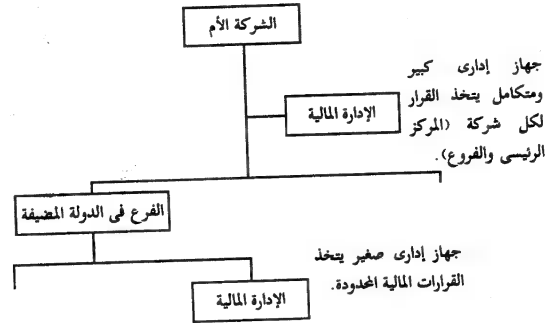 الشركة الأم
جهاز إدارى كبير
ومتكامل يتخذ القرار
لكل شركة (المركز
الرئيسى والفروع).
الإدارة المالية
الفرع فى الدولة المضيفة
جهاز إدارى صغير يتخذ
القرارات المالية المحدودة.
الإدارة المالية